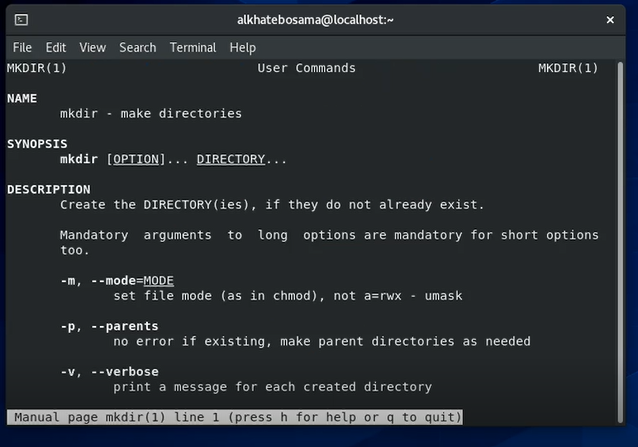 alkhatebosama@localhost:~
File Edit View Search Terminal Help
MKDIR(1) User Commands MKDIR(1)
NAME
mkdir - make directories
SYNOPSIS
mkdir [OPTION]... DIRECTORY...
DESCRIPTION
Create the DIRECTORY(ies), if they do not already exist.
Mandatory arguments to long options are mandatory for short options
too.
-m, --mode=MODE
set file mode (as in chmod), not a=rwx - umask
-p, --parents
no error if existing, make parent directories as needed
-v, --verbose
print a message for each created directory
Manual page mkdir(1) line 1 (press h for help or q to quit)